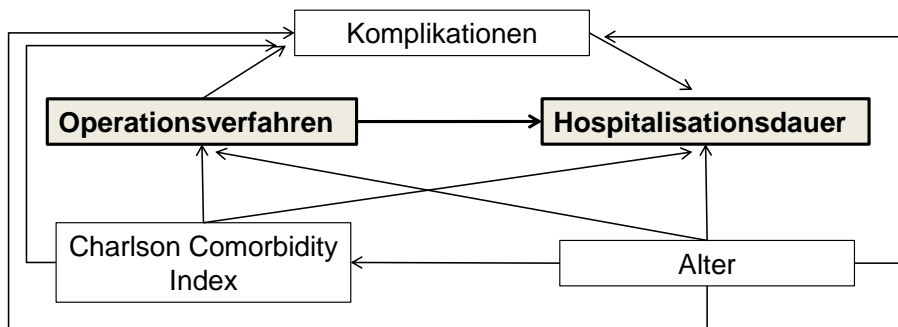 Komplikationen
Operationsverfahren
Hospitalisationsdauer
Charlson Comorbidity
Index
Alter